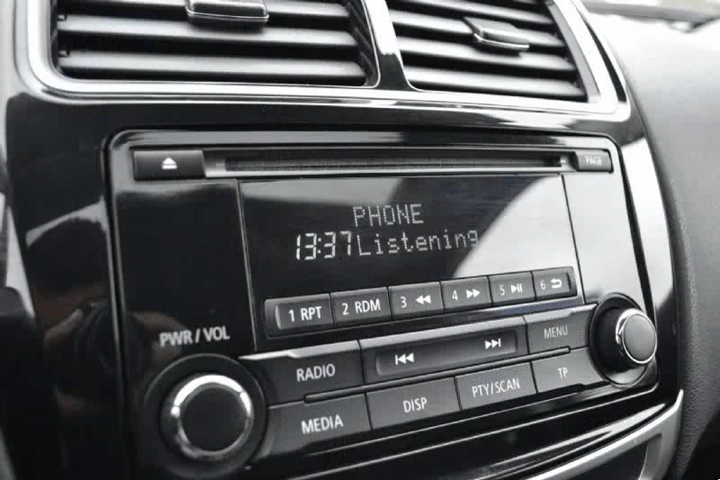 PAGE
PHONE
13:37 Listening
1 RPT 2 RDM 3 4 5 6
PWR/VOL
RADIO MENU
MEDIA DISP PTY/SCAN TP